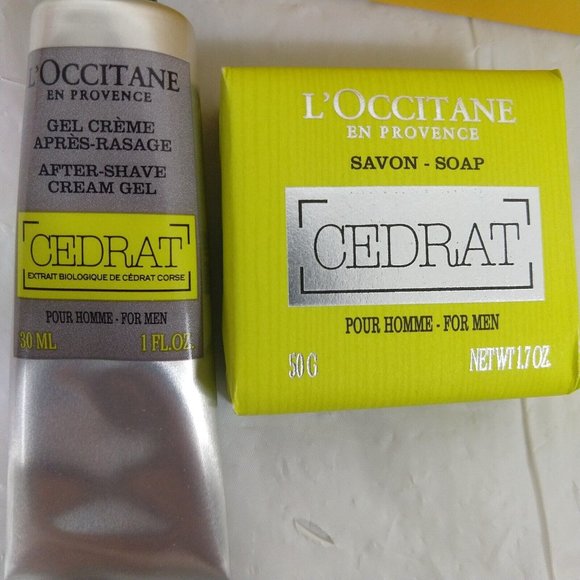 L'OCCITANE
EN PROVENCE
GEL CRÈME
APRÈS-RASAGE
AFTER-SHAVE
CREAM GEL
CEDRAT
EXTRAIT BIOLOGIQUE DE CÉDRAT CORSE
POUR HOMME - FOR MEN
30 ML 1 FL.OZ.
L'OCCITANE
EN PROVENCE
SAVON - SOAP
CEDRAT
POUR HOMME - FOR MEN
50 G NET WT 1.7 OZ.